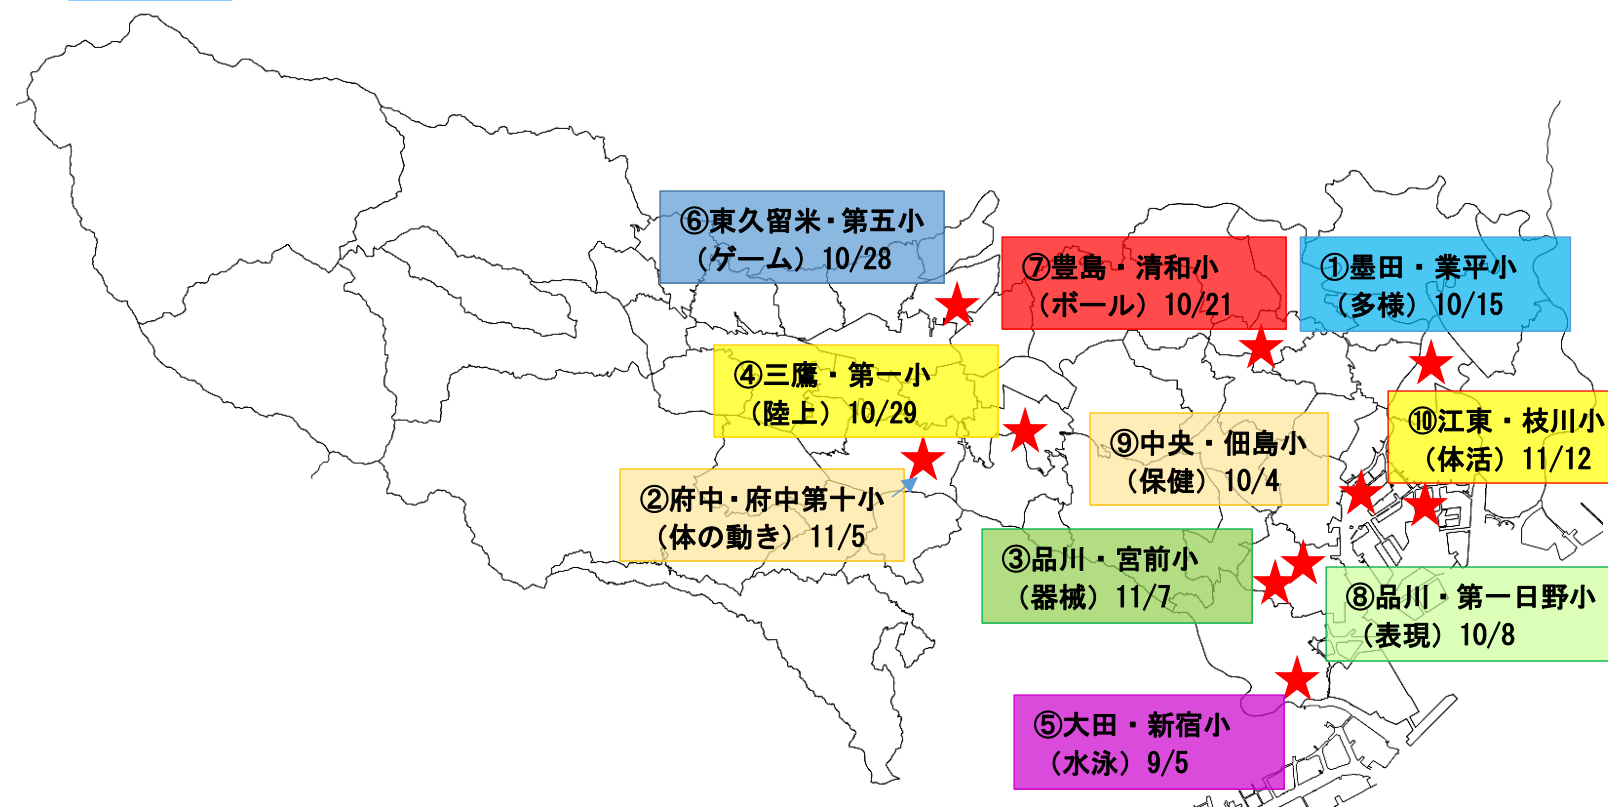 ⑥東久留米・第五小
（ゲーム）10/28
⑦豊島・清和小
（ボール）10/21
①墨田・業平小
（多様）10/15
④三鷹・第一小
（陸上）10/29
⑨中央・佃島小
（保健）10/4
⑩江東・枝川小
（体活）11/12
②府中・府中第十小
（体の動き）11/5
③品川・宮前小
（器械）11/7
⑧品川・第一日野小
（表現）10/8
⑤大田・新宿小
（水泳）9/5